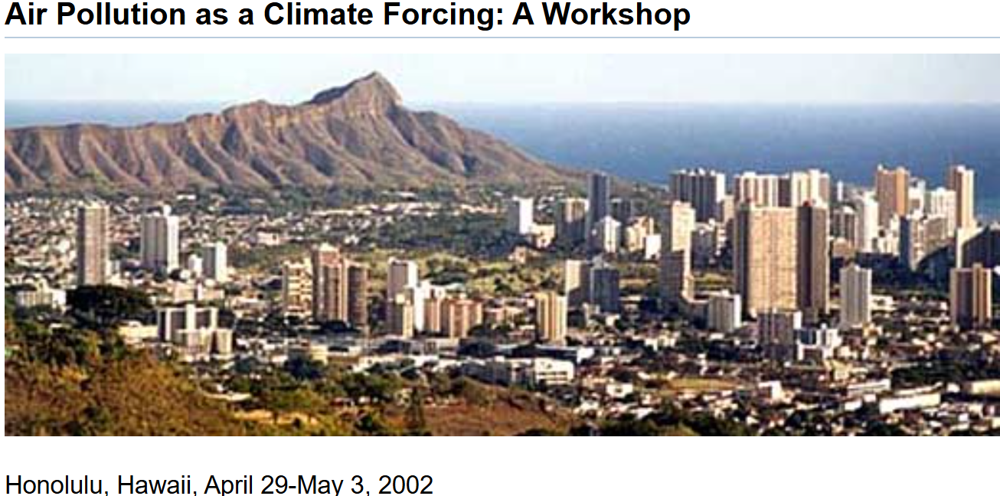 Air Pollution as a Climate Forcing: A Workshop
Honolulu, Hawaii, April 29-May 3, 2002